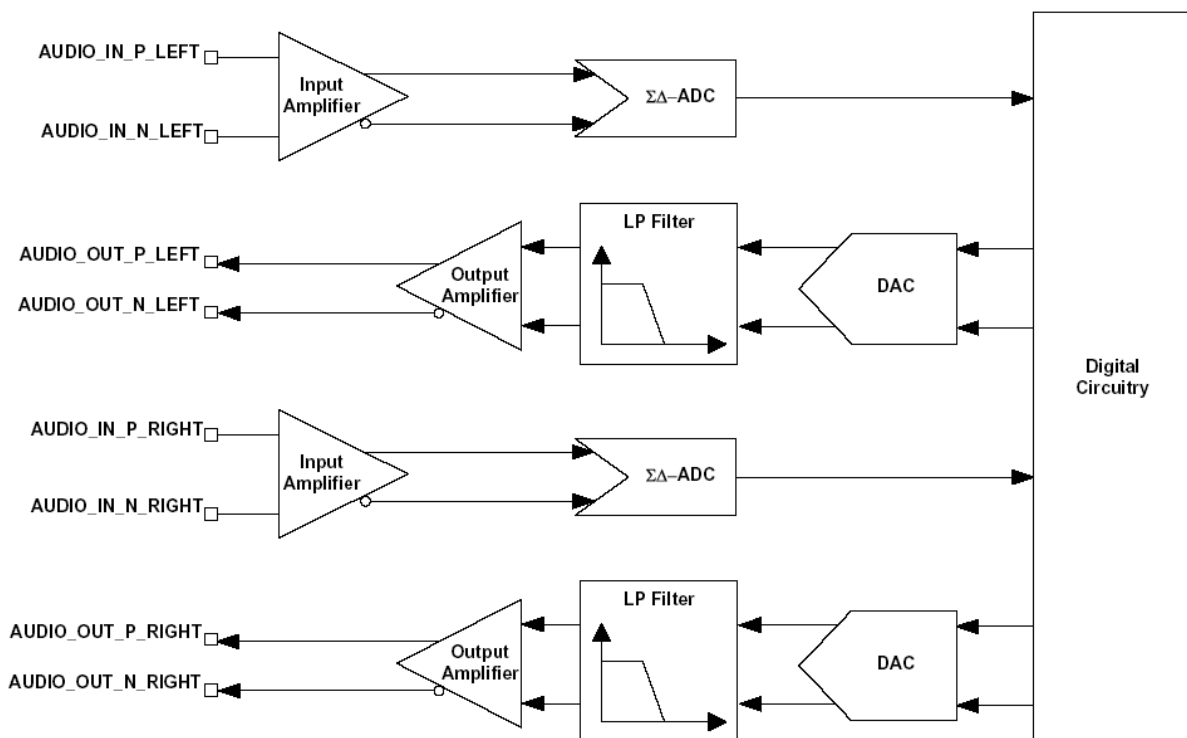 AUDIO_IN_P_LEFT
Input
Amplifier
ΣΔ–ADC
AUDIO_IN_N_LEFT
LP Filter
AUDIO_OUT_P_LEFT
Output
Amplifier
DAC
AUDIO_OUT_N_LEFT
Digital
Circuitry
AUDIO_IN_P_RIGHT
Input
Amplifier
ΣΔ–ADC
AUDIO_IN_N_RIGHT
LP Filter
AUDIO_OUT_P_RIGHT
Output
Amplifier
DAC
AUDIO_OUT_N_RIGHT